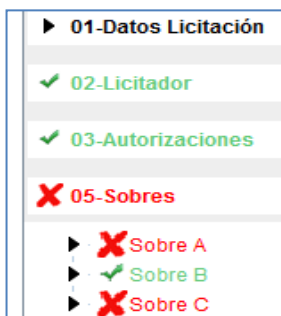 01-Datos Licitación
02-Licitador
03-Autorizaciones
05-Sobres
Sobre A
Sobre B
Sobre C